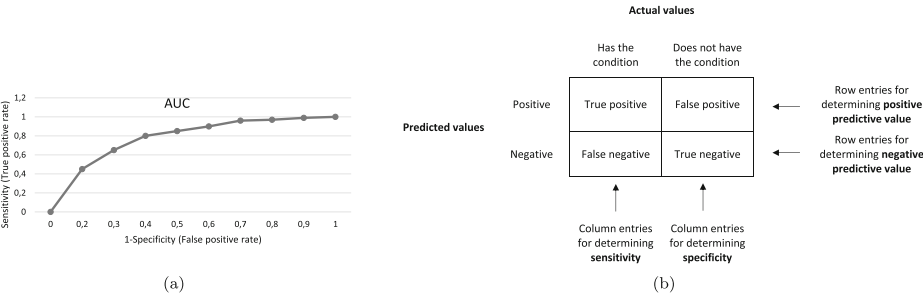 AUC
Sensitivity (True positive rate)
1,2
1
0,8
0,6
0,4
0,2
0
0 0,2 0,3 0,4 0,5 0,6 0,7 0,8 0,9 1
1-Specificity (False positive rate)
(a)
Actual values
Has the
condition
Does not have
the condition
Predicted values
Positive
True positive
False positive
Row entries for
determining positive
predictive value
Negative
False negative
True negative
Row entries for
determining negative
predictive value
Column entries
for determining
sensitivity
Column entries
for determining
specificity
(b)